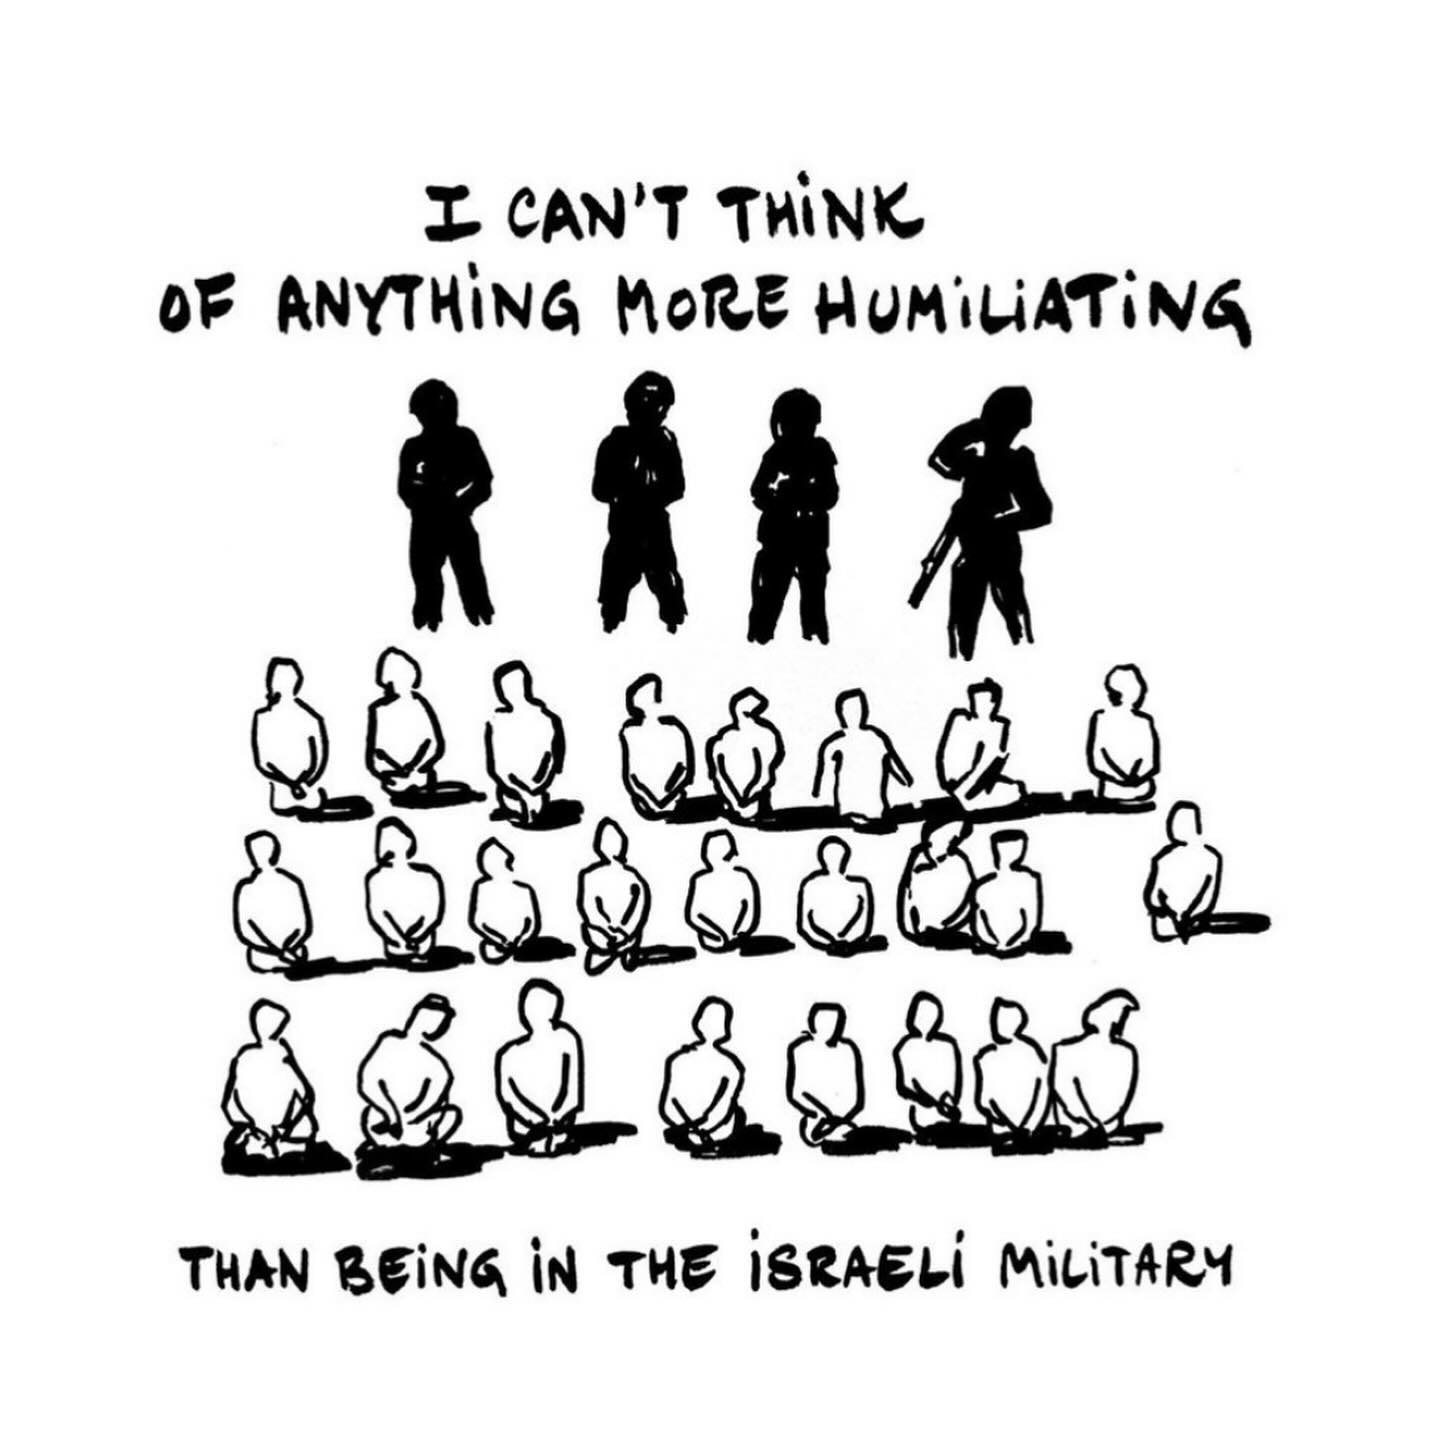 I CAN'T THINK
OF ANYTHING MORE HUMILIATING
THAN BEING IN THE ISRAELI MILITARY